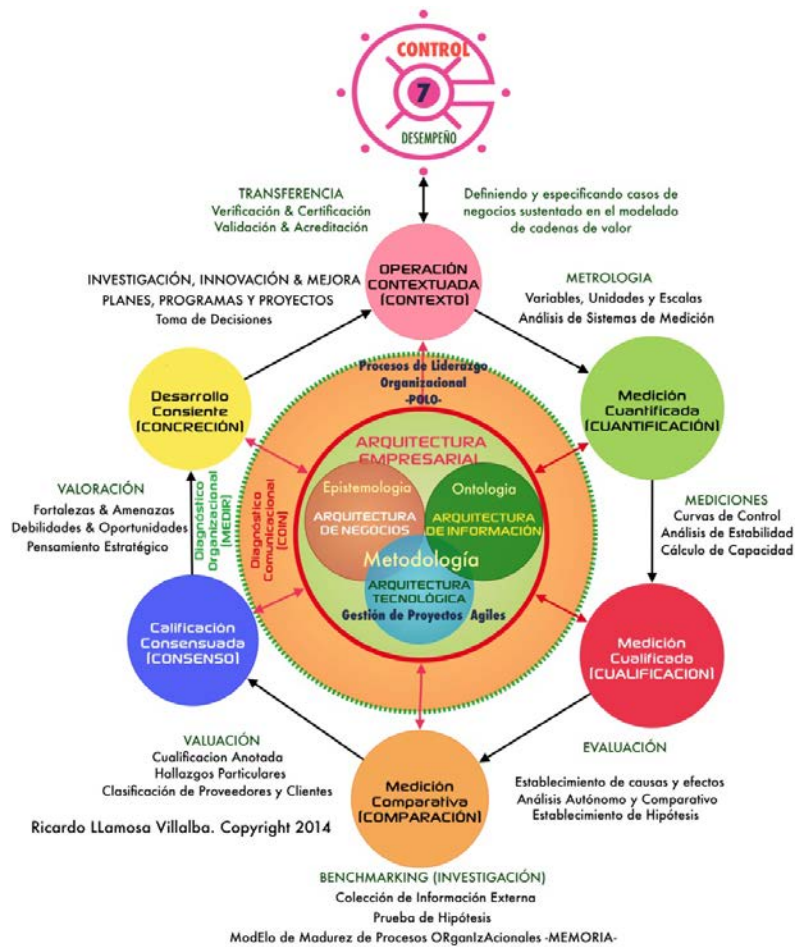 CONTROL
7
DESEMPEÑO
TRANSFERENCIA
Verificación & Certificación
Validación & Acreditación
Definiendo y especificando casos de
negocios sustentado en el modelado
de cadenas de valor
OPERACIÓN
CONTEXTUADA
(CONTEXTO)
INVESTIGACIÓN, INNOVACIÓN & MEJORA
PLANES, PROGRAMAS Y PROYECTOS
Toma de Decisiones
METROLOGIA
Variables, Unidades y Escalas
Análisis de Sistemas de Medición
Desarrollo
Consiente
(CONCRECIÓN)
Medición
Cuantificada
(CUANTIFICACIÓN)
Procesos de Liderazgo
Organizacional
-POLO-
ARQUITECTURA
EMPRESARIAL
Epistemologia
ARQUITECTURA
DE NEGOCIOS
Ontologia
ARQUITECTURA
DE INFORMACIÓN
Metodología
ARQUITECTURA
TECNOLÓGICA
Gestión de Proyectos Agiles
Diagnóstico
Organizacional
(MEDIR)
Diagnóstico
Comunicacional
(COIN)
VALORACIÓN
Fortalezas & Amenazas
Debilidades & Oportunidades
Pensamiento Estratégico
MEDICIONES
Curvas de Control
Análisis de Estabilidad
Cálculo de Capacidad
Calificación
Consensuada
(CONSENSO)
Medición
Cualificada
(CUALIFICACION)
VALUACIÓN
Cualificacion Anotada
Hallazgos Particulares
Clasificación de Proveedores y Clientes
Medición
Comparativa
(COMPARACIÓN)
EVALUACIÓN
Establecimiento de causas y efectos
Análisis Autónomo y Comparativo
Establecimiento de Hipótesis
Ricardo LLamosa Villalba. Copyright 2014
BENCHMARKING (INVESTIGACIÓN)
Colección de Información Externa
Prueba de Hipótesis
ModElo de Madurez de Procesos ORganIzAcionales -MEMORIA-